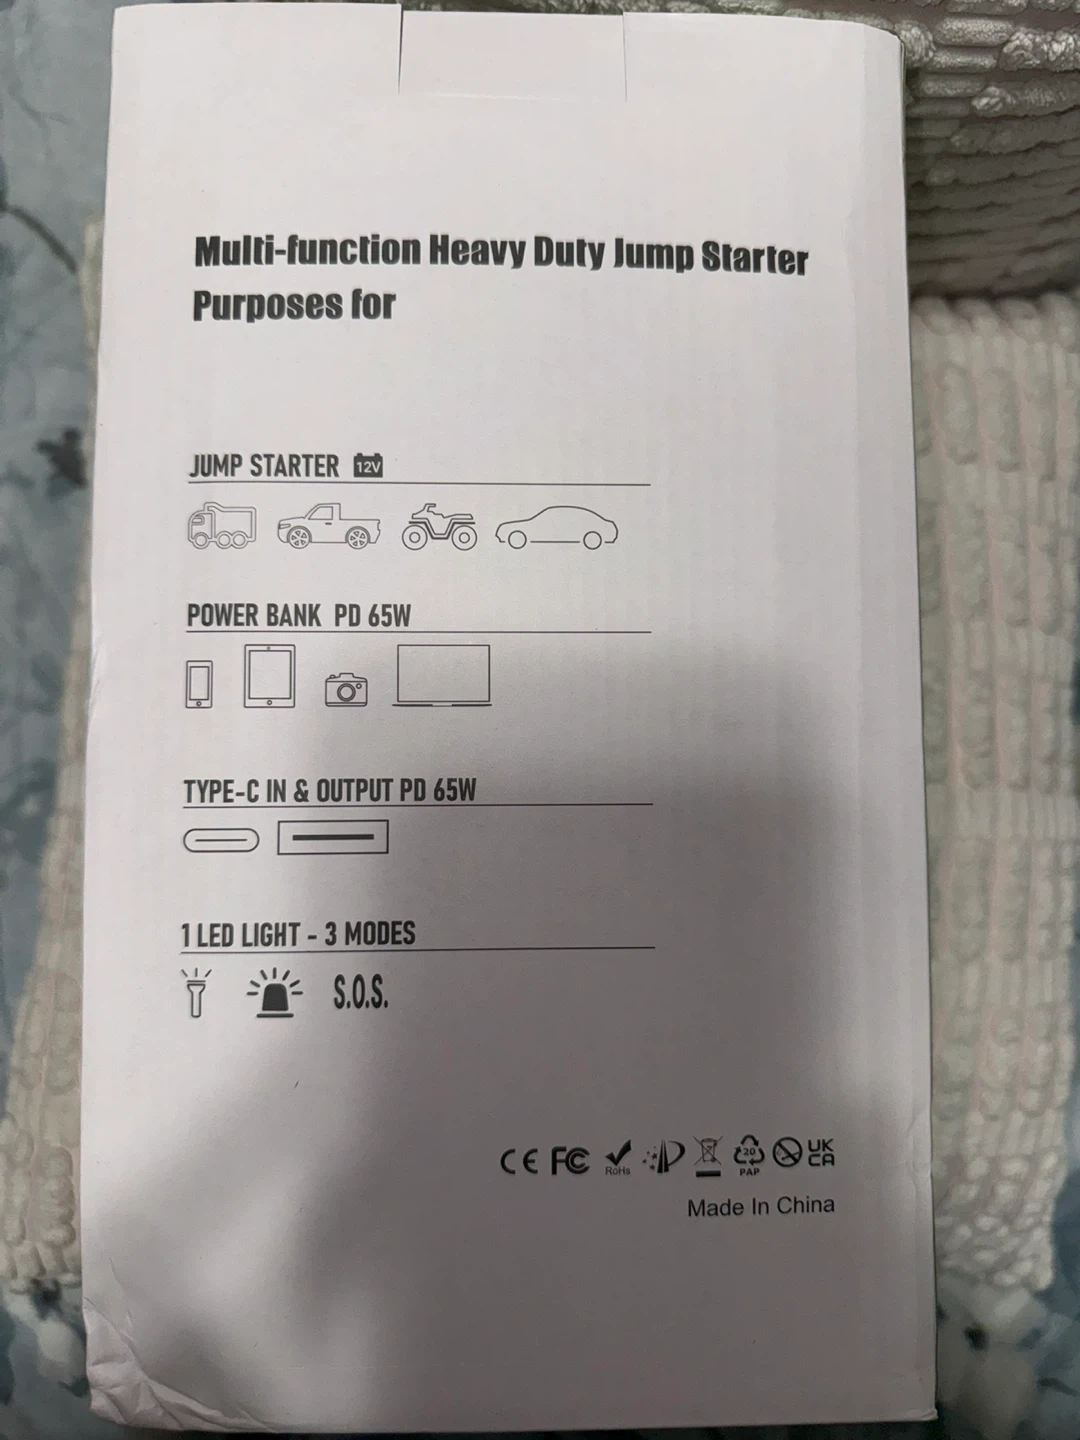 Multi-function Heavy Duty Jump Starter
Purposes for
JUMP STARTER 12V
POWER BANK PD 65W
TYPE-C IN & OUTPUT PD 65W
1 LED LIGHT - 3 MODES
S.O.S.
CE FC RoHs 20 PAP UK CA
Made In China